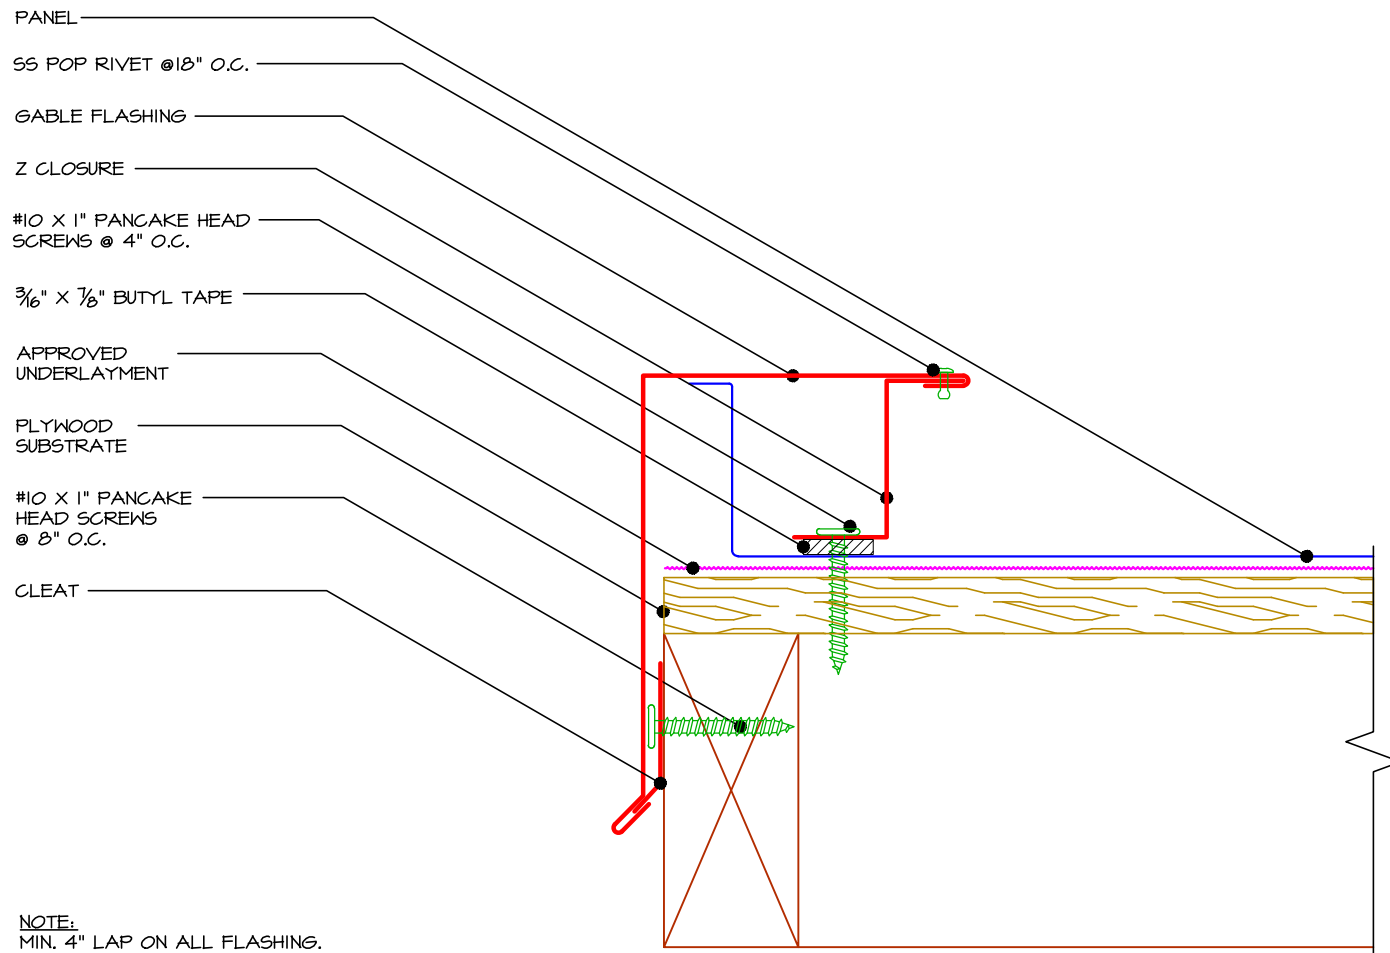 PANEL
SS POP RIVET @18" O.C.
GABLE FLASHING
Z CLOSURE
#10 X 1" PANCAKE HEAD
SCREWS @ 4" O.C.
3/16" X 7/8" BUTYL TAPE
APPROVED
UNDERLAYMENT
PLYWOOD
SUBSTRATE
#10 X 1" PANCAKE
HEAD SCREWS
@ 8" O.C.
CLEAT
NOTE:
MIN. 4" LAP ON ALL FLASHING.